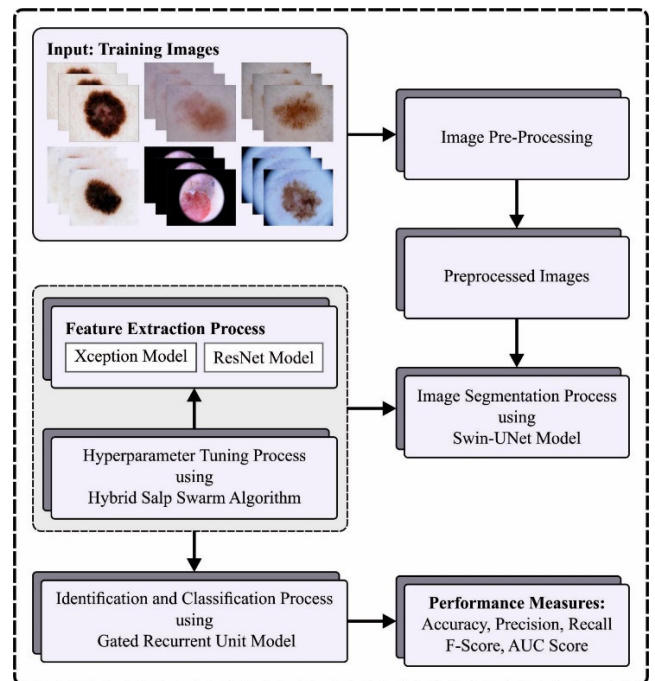 Input: Training Images
Image Pre-Processing
Preprocessed Images
Feature Extraction Process
Xception Model
ResNet Model
Image Segmentation Process
using
Swin-UNet Model
Hyperparameter Tuning Process
using
Hybrid Salp Swarm Algorithm
Identification and Classification Process
using
Gated Recurrent Unit Model
Performance Measures:
Accuracy, Precision, Recall
F-Score, AUC Score